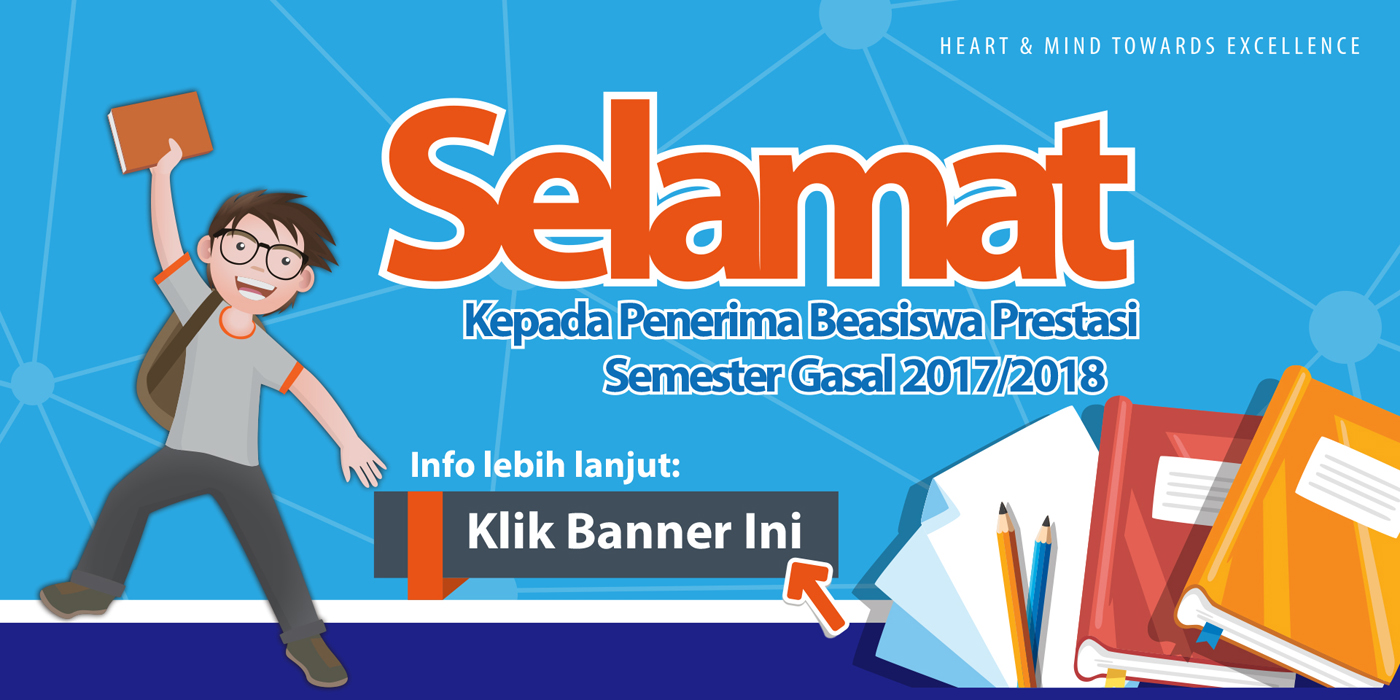 HEART & MIND TOWARDS EXCELLENCE
Selamat
Kepada Penerima Beasiswa Prestasi
Semester Gasal 2017/2018
Info lebih lanjut:
Klik Banner Ini